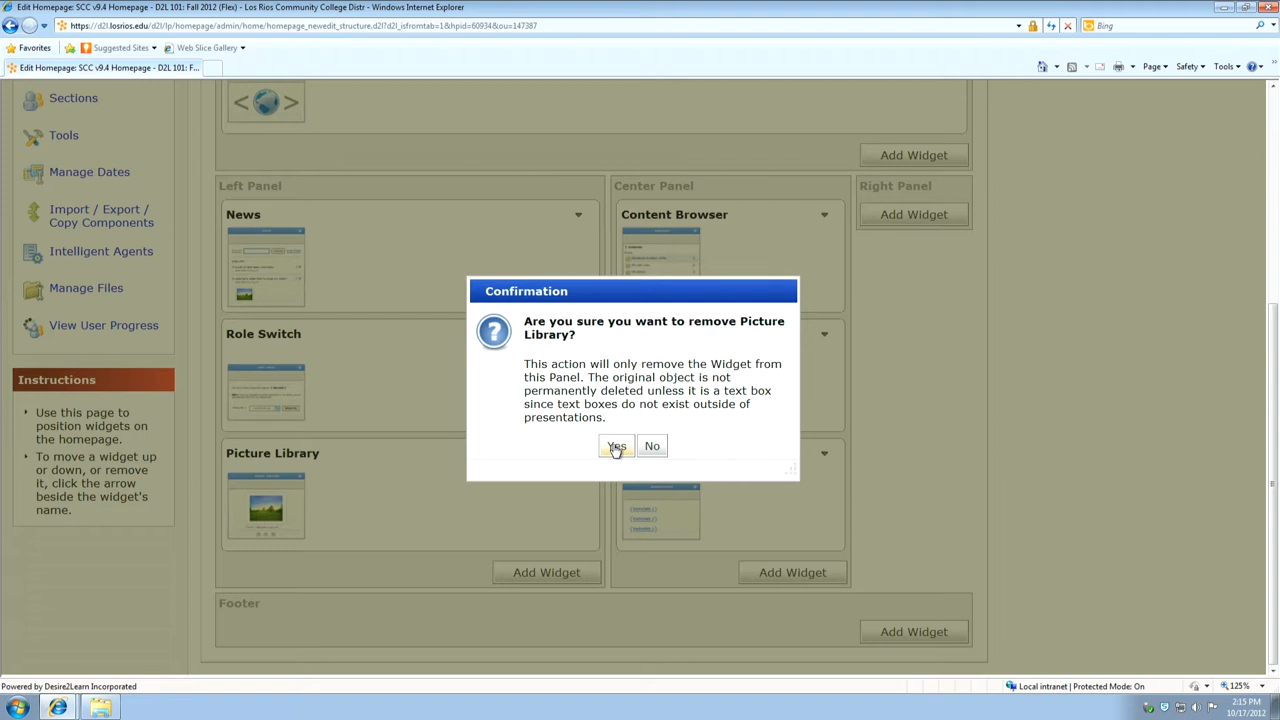 Edit Homepage: SCC v9.4 Homepage - D2L 101: Fall 2012 (Flex) - Los Rios Community College Distr - Windows Internet Explorer
https://d2l.losrios.edu/d2l/lp/homepage/admin/home/homepage_newedit_structure.d2l?d2l_isfromtab=1&hpid=60934&ou=147387
Bing
Favorites
Suggested Sites
Web Slice Gallery
Edit Homepage: SCC v9.4 Homepage - D2L 101: F...
Page
Safety
Tools
Sections
Tools
Manage Dates
Import / Export /
Copy Components
Intelligent Agents
Manage Files
View User Progress
Instructions
Use this page to
position widgets on
the homepage.
To move a widget up
or down, or remove
it, click the arrow
beside the widget's
name.
Add Widget
Left Panel
Center Panel
Right Panel
News
Content Browser
Add Widget
Role Switch
Picture Library
Add Widget
Add Widget
Footer
Add Widget
Confirmation
Are you sure you want to remove Picture
Library?
This action will only remove the Widget from
this Panel. The original object is not
permanently deleted unless it is a text box
since text boxes do not exist outside of
presentations.
Yes
No
Powered by Desire2Learn Incorporated
Local intranet | Protected Mode: On
125%
2:15 PM
10/17/2012